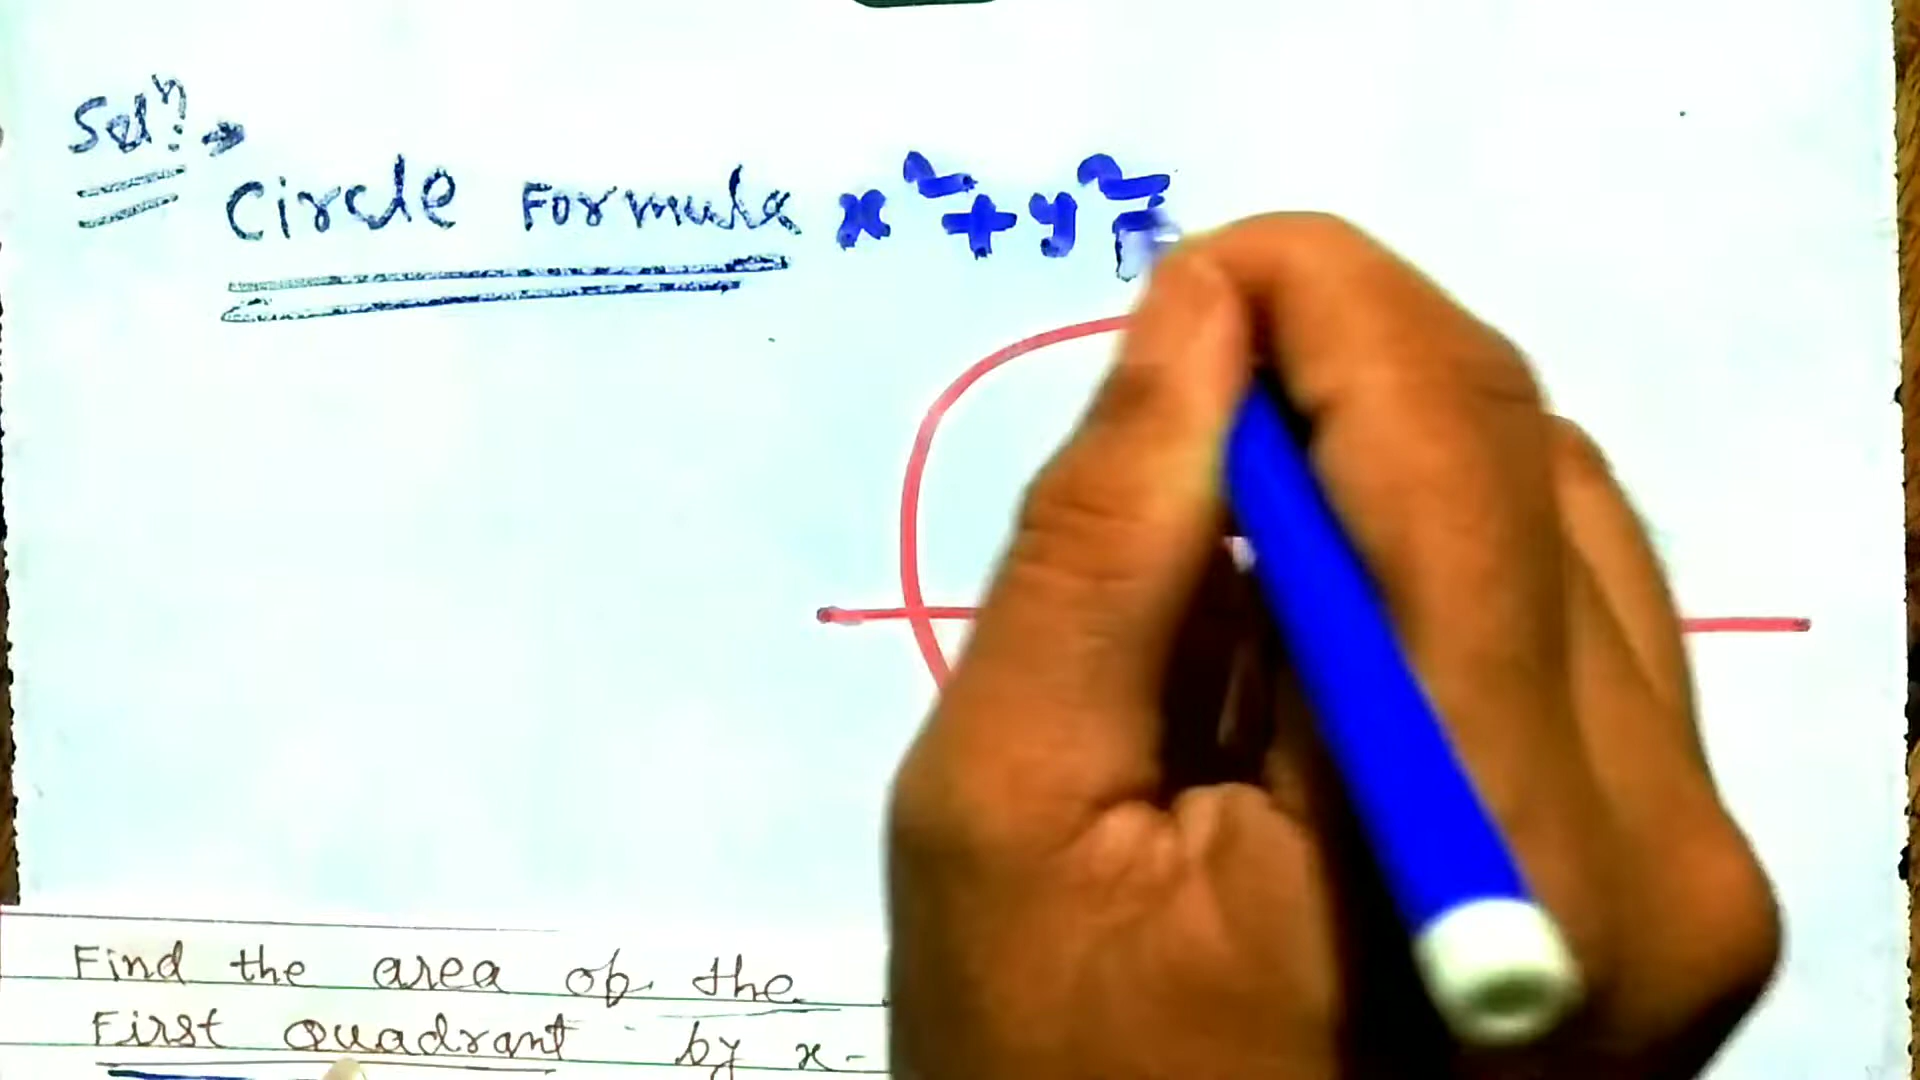 Solⁿ: →
Circle Formula x²+y²=
Find the area of the
First Quadrant by x-